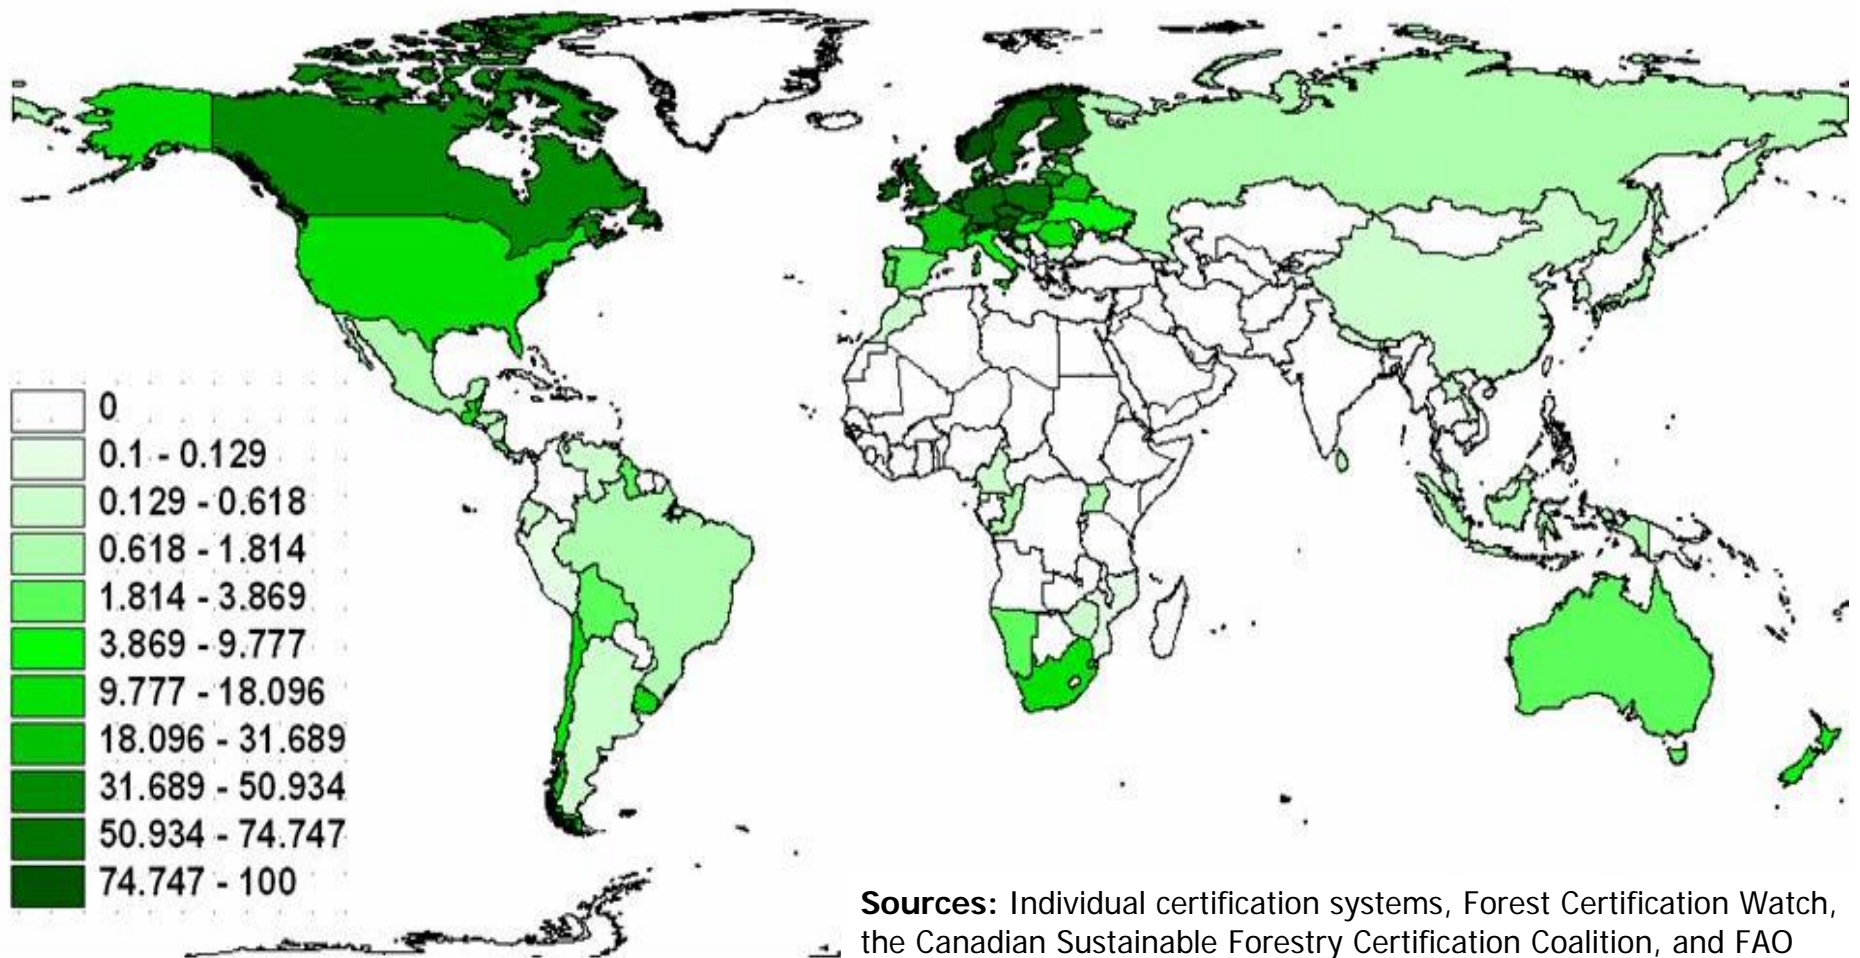 0
0.1 - 0.129
0.129 - 0.618
0.618 - 1.814
1.814 - 3.869
3.869 - 9.777
9.777 - 18.096
18.096 - 31.689
31.689 - 50.934
50.934 - 74.747
74.747 - 100
Sources: Individual certification systems, Forest Certification Watch,
the Canadian Sustainable Forestry Certification Coalition, and FAO